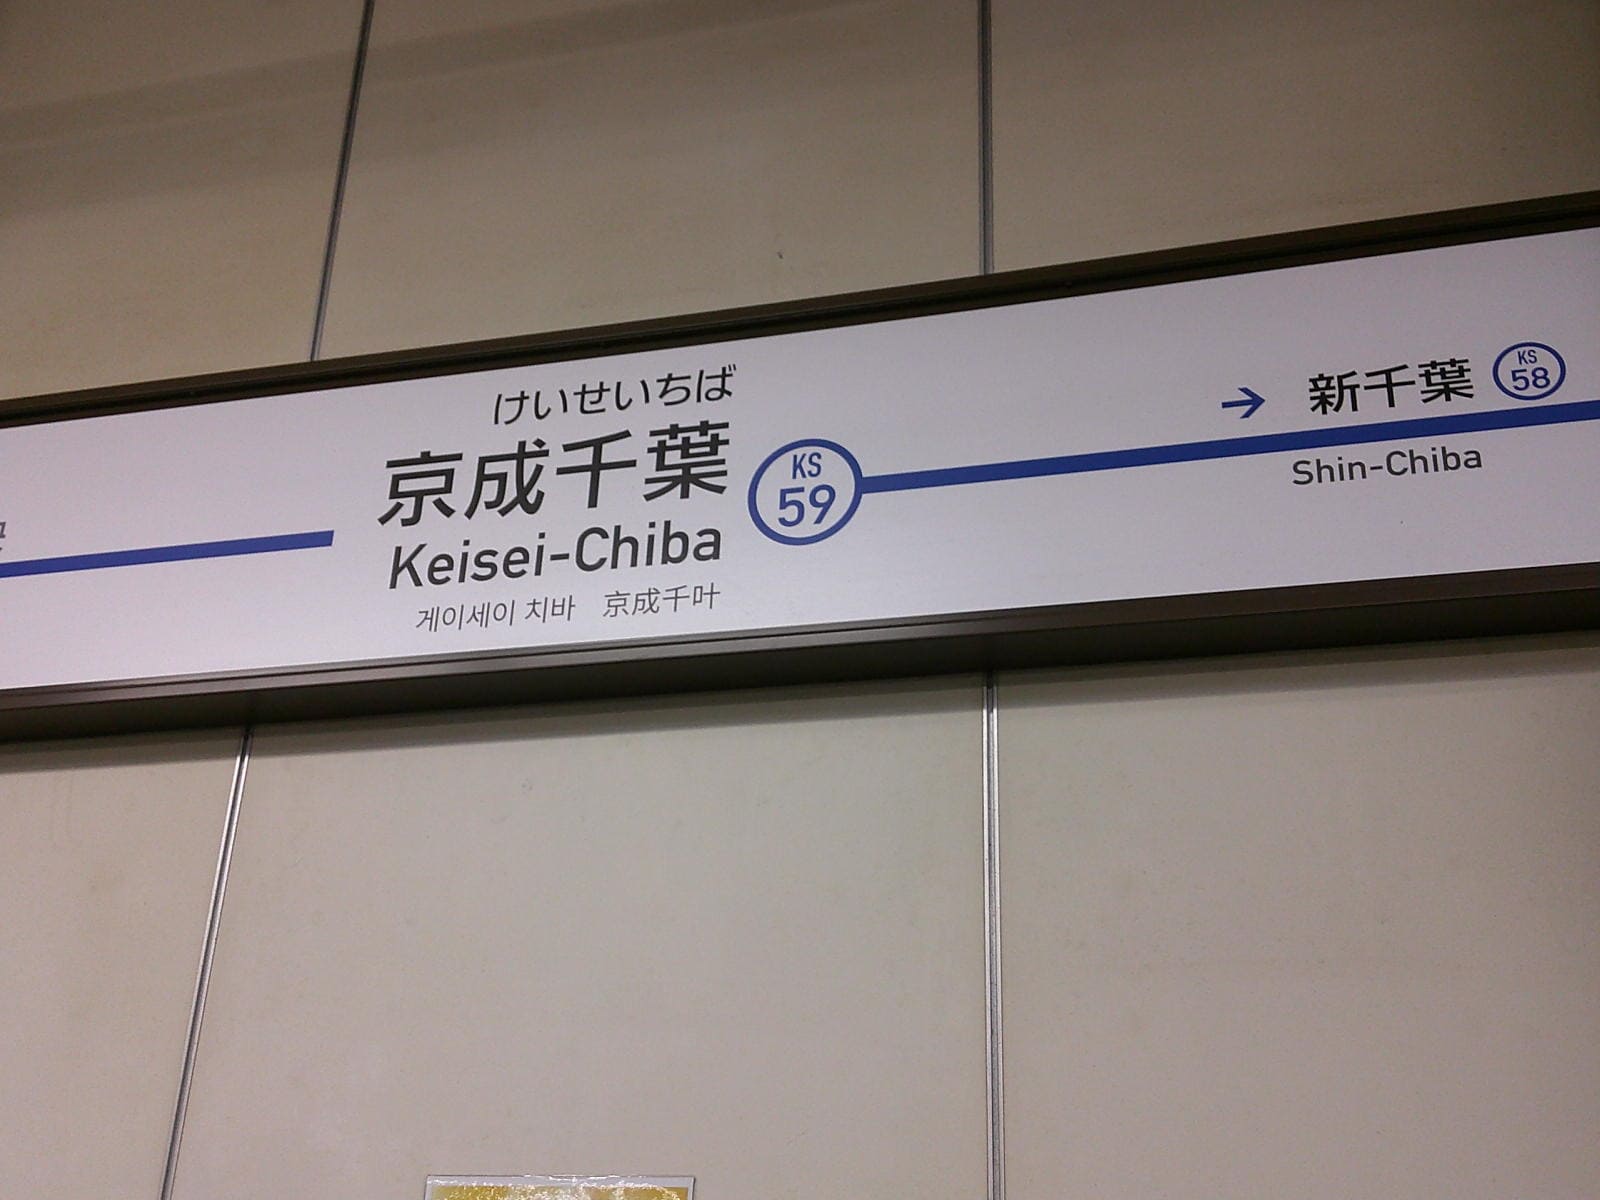 けいせいちば
京成千葉
Keisei-Chiba
게이세이 치바 京成千叶
KS
59
→ 新千葉
KS
58
Shin-Chiba